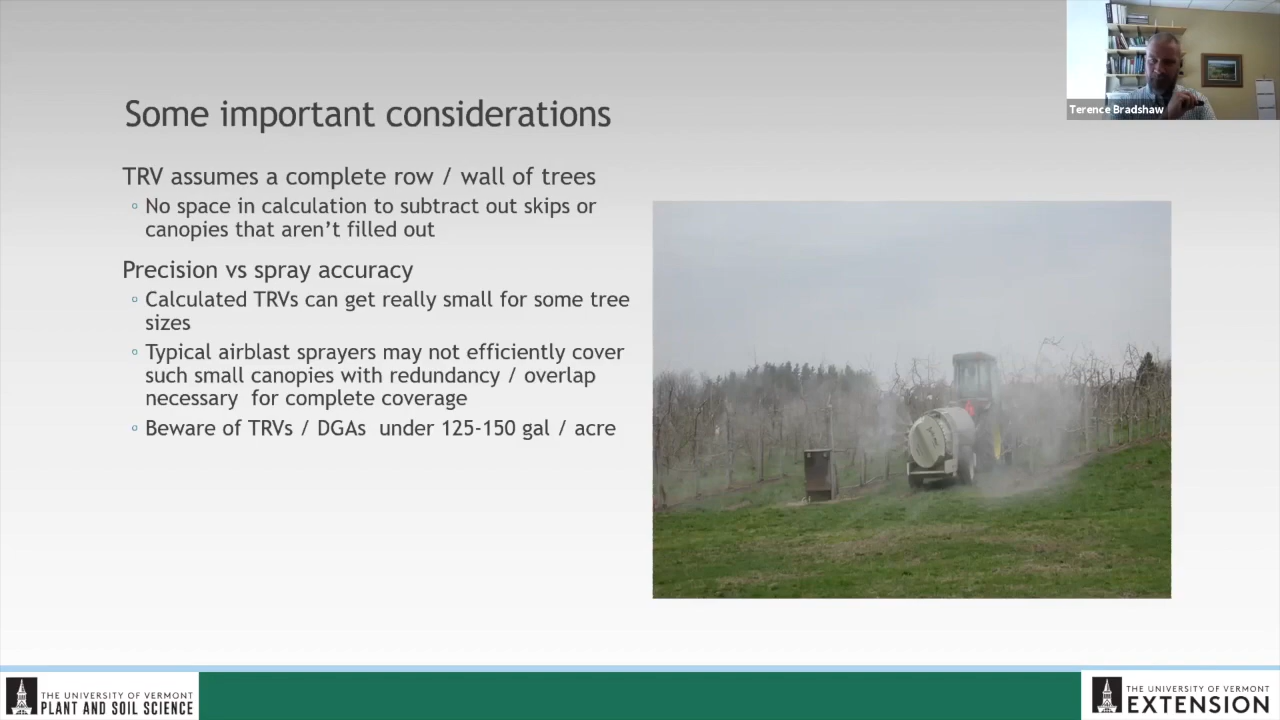 Terence Bradshaw
Some important considerations
TRV assumes a complete row / wall of trees
◦ No space in calculation to subtract out skips or
canopies that aren’t filled out
Precision vs spray accuracy
◦ Calculated TRVs can get really small for some tree
sizes
◦ Typical airblast sprayers may not efficiently cover
such small canopies with redundancy / overlap
necessary for complete coverage
◦ Beware of TRVs / DGAs under 125-150 gal / acre
THE UNIVERSITY OF VERMONT
PLANT AND SOIL SCIENCE
THE UNIVERSITY OF VERMONT
EXTENSION